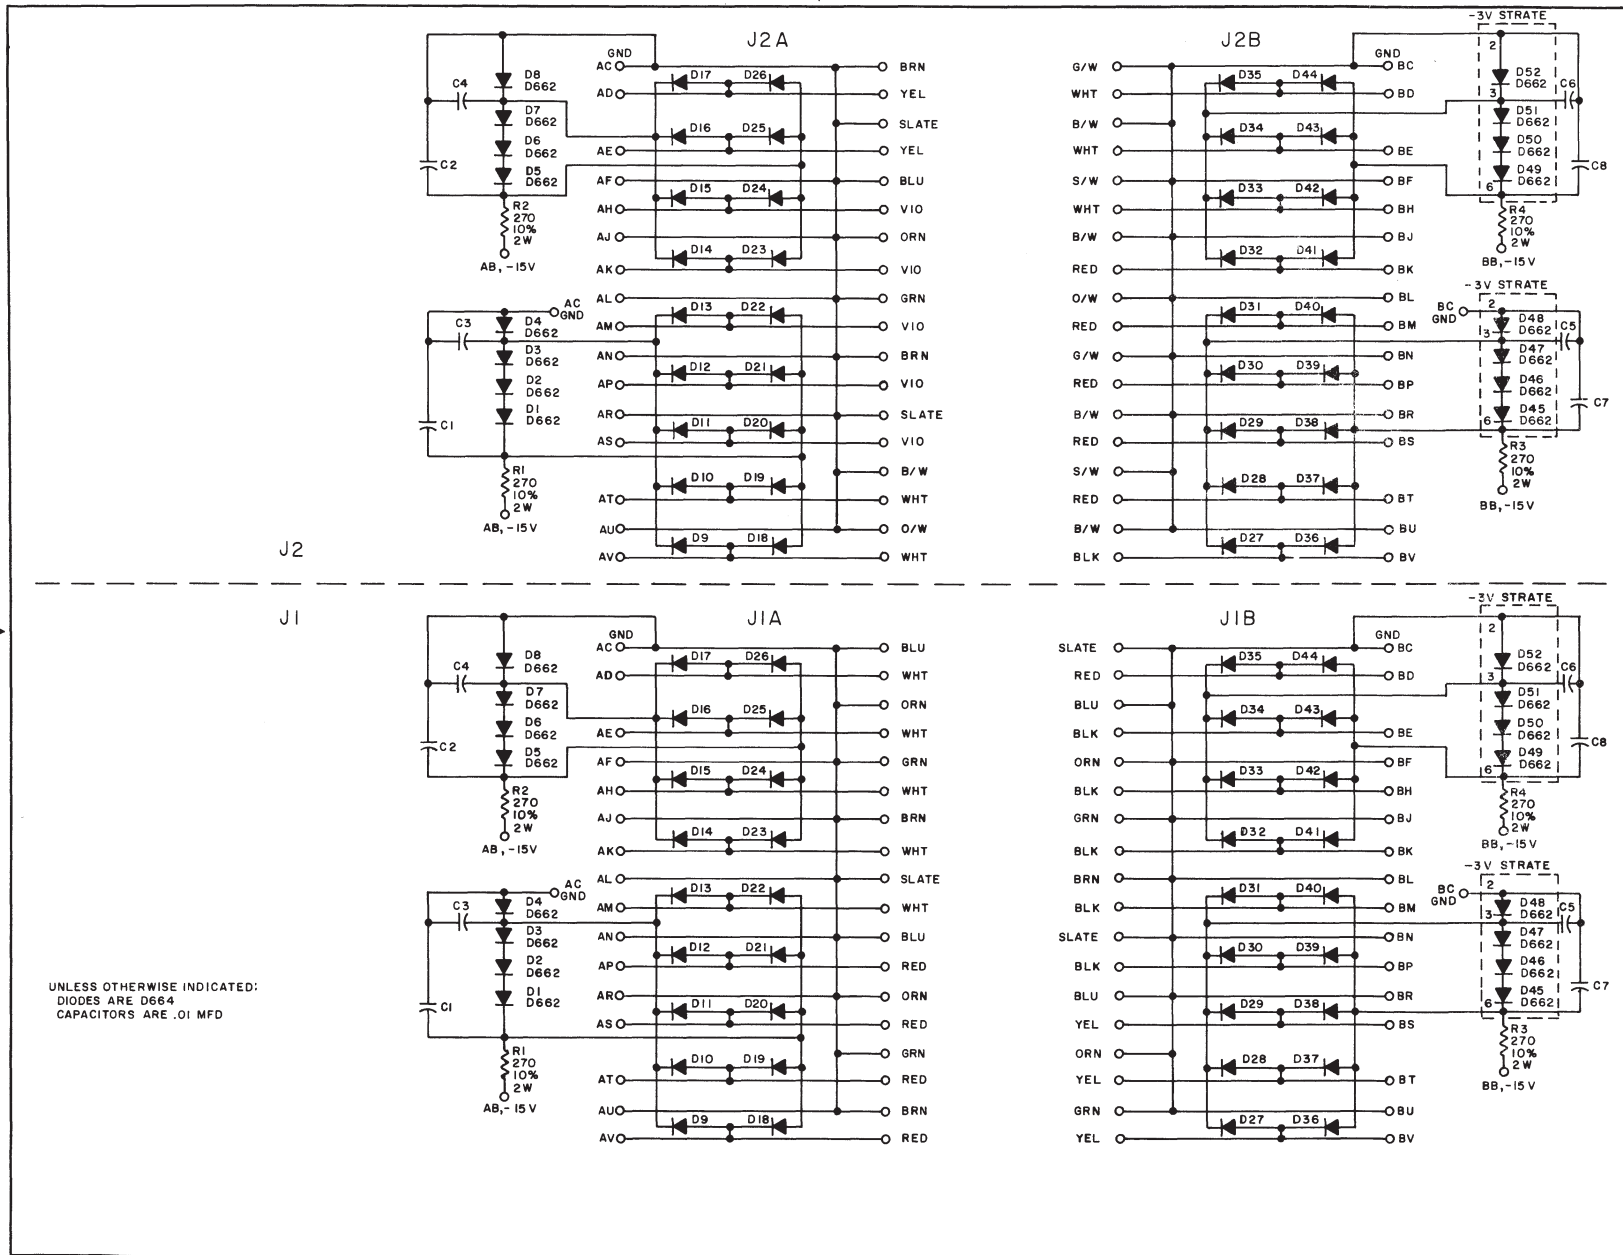 J2A
GND
AC
AD
AE
AF
AH
AJ
AK
AL
AM
AN
AP
AR
AS
AT
AU
AV
C4
C2
D8
D662
D7
D662
D6
D662
D5
D662
R2
270
10%
2W
AB, -15V
AC
GND
C3
C1
D4
D662
D3
D662
D2
D662
D1
D662
R1
270
10%
2W
AB, -15V
D17 D26
D16 D25
D15 D24
D14 D23
D13 D22
D12 D21
D11 D20
D10 D19
D9 D18
BRN
YEL
SLATE
YEL
BLU
VIO
ORN
VIO
GRN
VIO
BRN
VIO
SLATE
VIO
B/W
WHT
O/W
WHT
J2B
G/W
WHT
B/W
WHT
S/W
WHT
B/W
RED
O/W
RED
G/W
RED
B/W
RED
S/W
RED
B/W
BLK
D35 D44
D34 D43
D33 D42
D32 D41
D31 D40
D30 D39
D29 D38
D28 D37
D27 D36
GND
BC
BD
BE
BF
BH
BJ
BK
BL
BM
BN
BP
BR
BS
BT
BU
BV
-3V STRATE
2
D52
D662
3
C6
D51
D662
D50
D662
D49
D662
6
C8
R4
270
10%
2W
BB, -15V
-3V STRATE
BC
GND
2
D48
D662
3
C5
D47
D662
D46
D662
D45
D662
6
C7
R3
270
10%
2W
BB, -15V
J2
J1
J1A
GND
AC
AD
AE
AF
AH
AJ
AK
AL
AM
AN
AP
AR
AS
AT
AU
AV
C4
C2
D8
D662
D7
D662
D6
D662
D5
D662
R2
270
10%
2W
AB, -15V
AC
GND
C3
C1
D4
D662
D3
D662
D2
D662
D1
D662
R1
270
10%
2W
AB, -15V
D17 D26
D16 D25
D15 D24
D14 D23
D13 D22
D12 D21
D11 D20
D10 D19
D9 D18
BLU
WHT
ORN
WHT
GRN
WHT
BRN
WHT
SLATE
WHT
BLU
RED
ORN
RED
GRN
RED
BRN
RED
J1B
SLATE
RED
BLU
BLK
ORN
BLK
GRN
BLK
BRN
BLK
SLATE
BLK
BLU
YEL
ORN
YEL
GRN
YEL
D35 D44
D34 D43
D33 D42
D32 D41
D31 D40
D30 D39
D29 D38
D28 D37
D27 D36
GND
BC
BD
BE
BF
BH
BJ
BK
BL
BM
BN
BP
BR
BS
BT
BU
BV
-3V STRATE
2
D52
D662
3
C6
D51
D662
D50
D662
D49
D662
6
C8
R4
270
10%
2W
BB, -15V
-3V STRATE
BC
GND
2
D48
D662
3
C5
D47
D662
D46
D662
D45
D662
6
C7
R3
270
10%
2W
BB, -15V
UNLESS OTHERWISE INDICATED:
DIODES ARE D664
CAPACITORS ARE .01 MFD